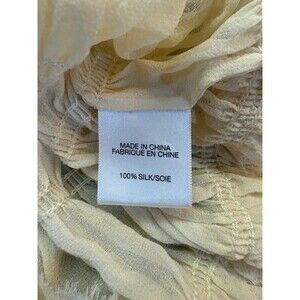 MADE IN CHINA
FABRIQUE EN CHINE
100% SILK/SOIE